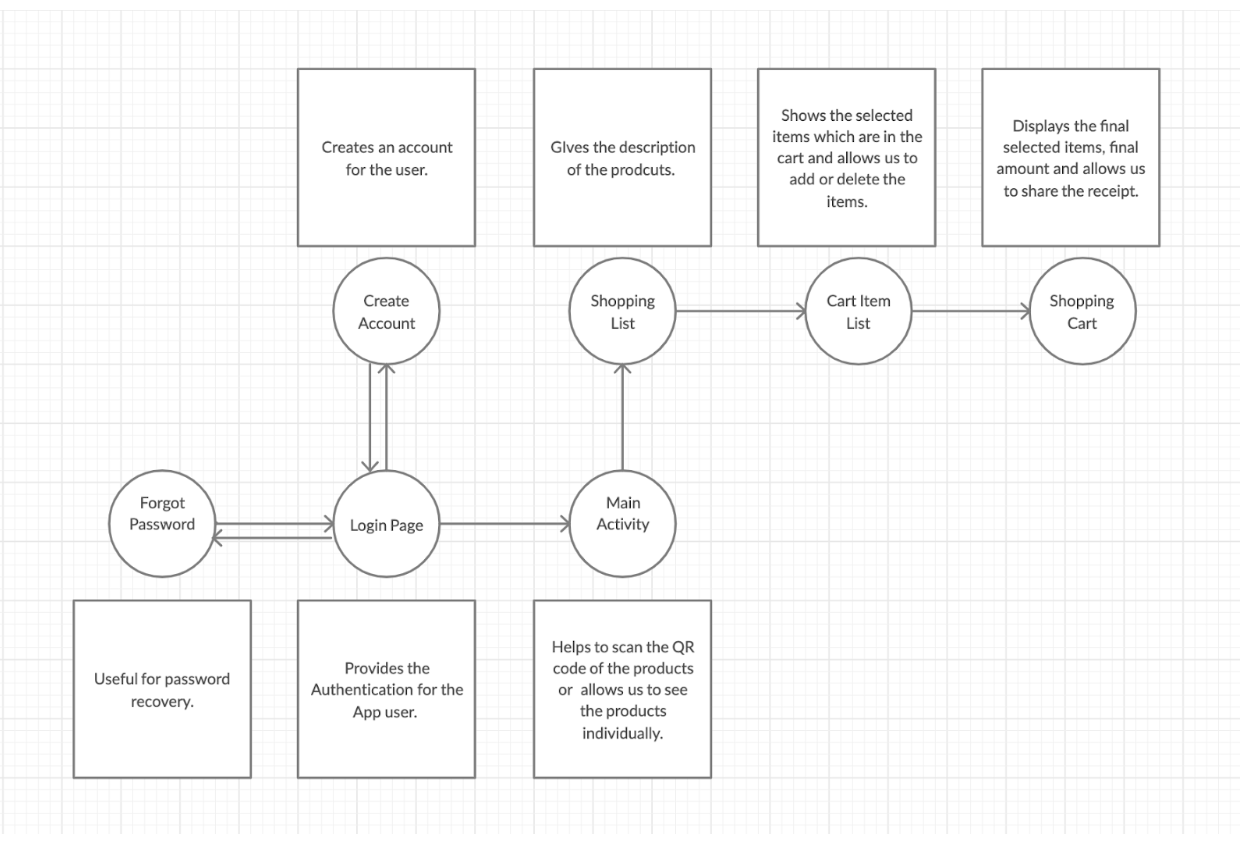 Creates an account
for the user.
GIves the description
of the prodcuts.
Shows the selected
items which are in the
cart and allows us to
add or delete the
items.
Displays the final
selected items, final
amount and allows us
to share the receipt.
Create
Account
Shopping
List
Cart Item
List
Shopping
Cart
Forgot
Password
Login Page
Main
Activity
Useful for password
recovery.
Provides the
Authentication for the
App user.
Helps to scan the QR
code of the products
or allows us to see
the products
individually.